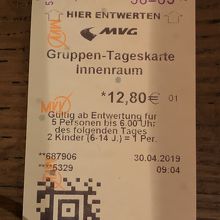 HIER ENTWERTEN
MVG
Gruppen-Tageskarte
Innenraum
*12,80€ 01
Gültig ab Entwertung für
5 Personen bis 6.00 Uhr
des folgenden Tages
2 Kinder (6-14 J.) = 1 Per.
**687906 30.04.2019
****5329 09:04